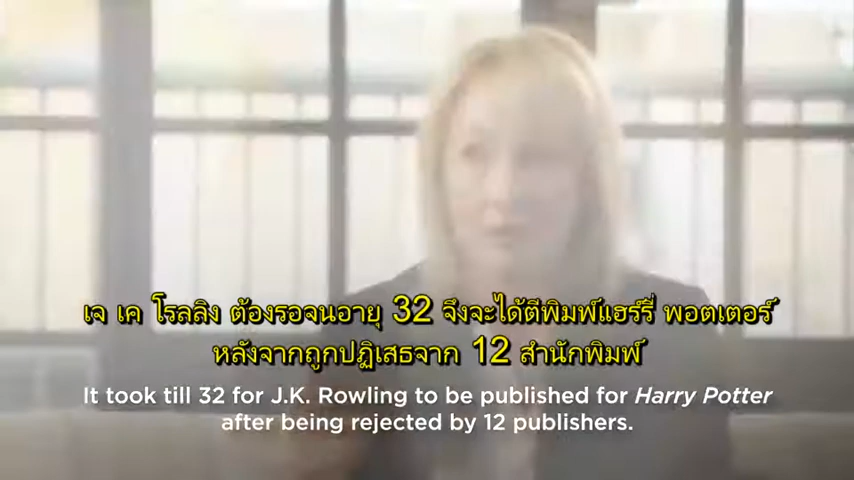 เจ เค โรลลิง ต้องรอจนอายุ 32 จึงจะได้ตีพิมพ์แฮร์รี่ พอตเตอร์
หลังจากถูกปฏิเสธจาก 12 สำนักพิมพ์
It took till 32 for J.K. Rowling to be published for Harry Potter
after being rejected by 12 publishers.